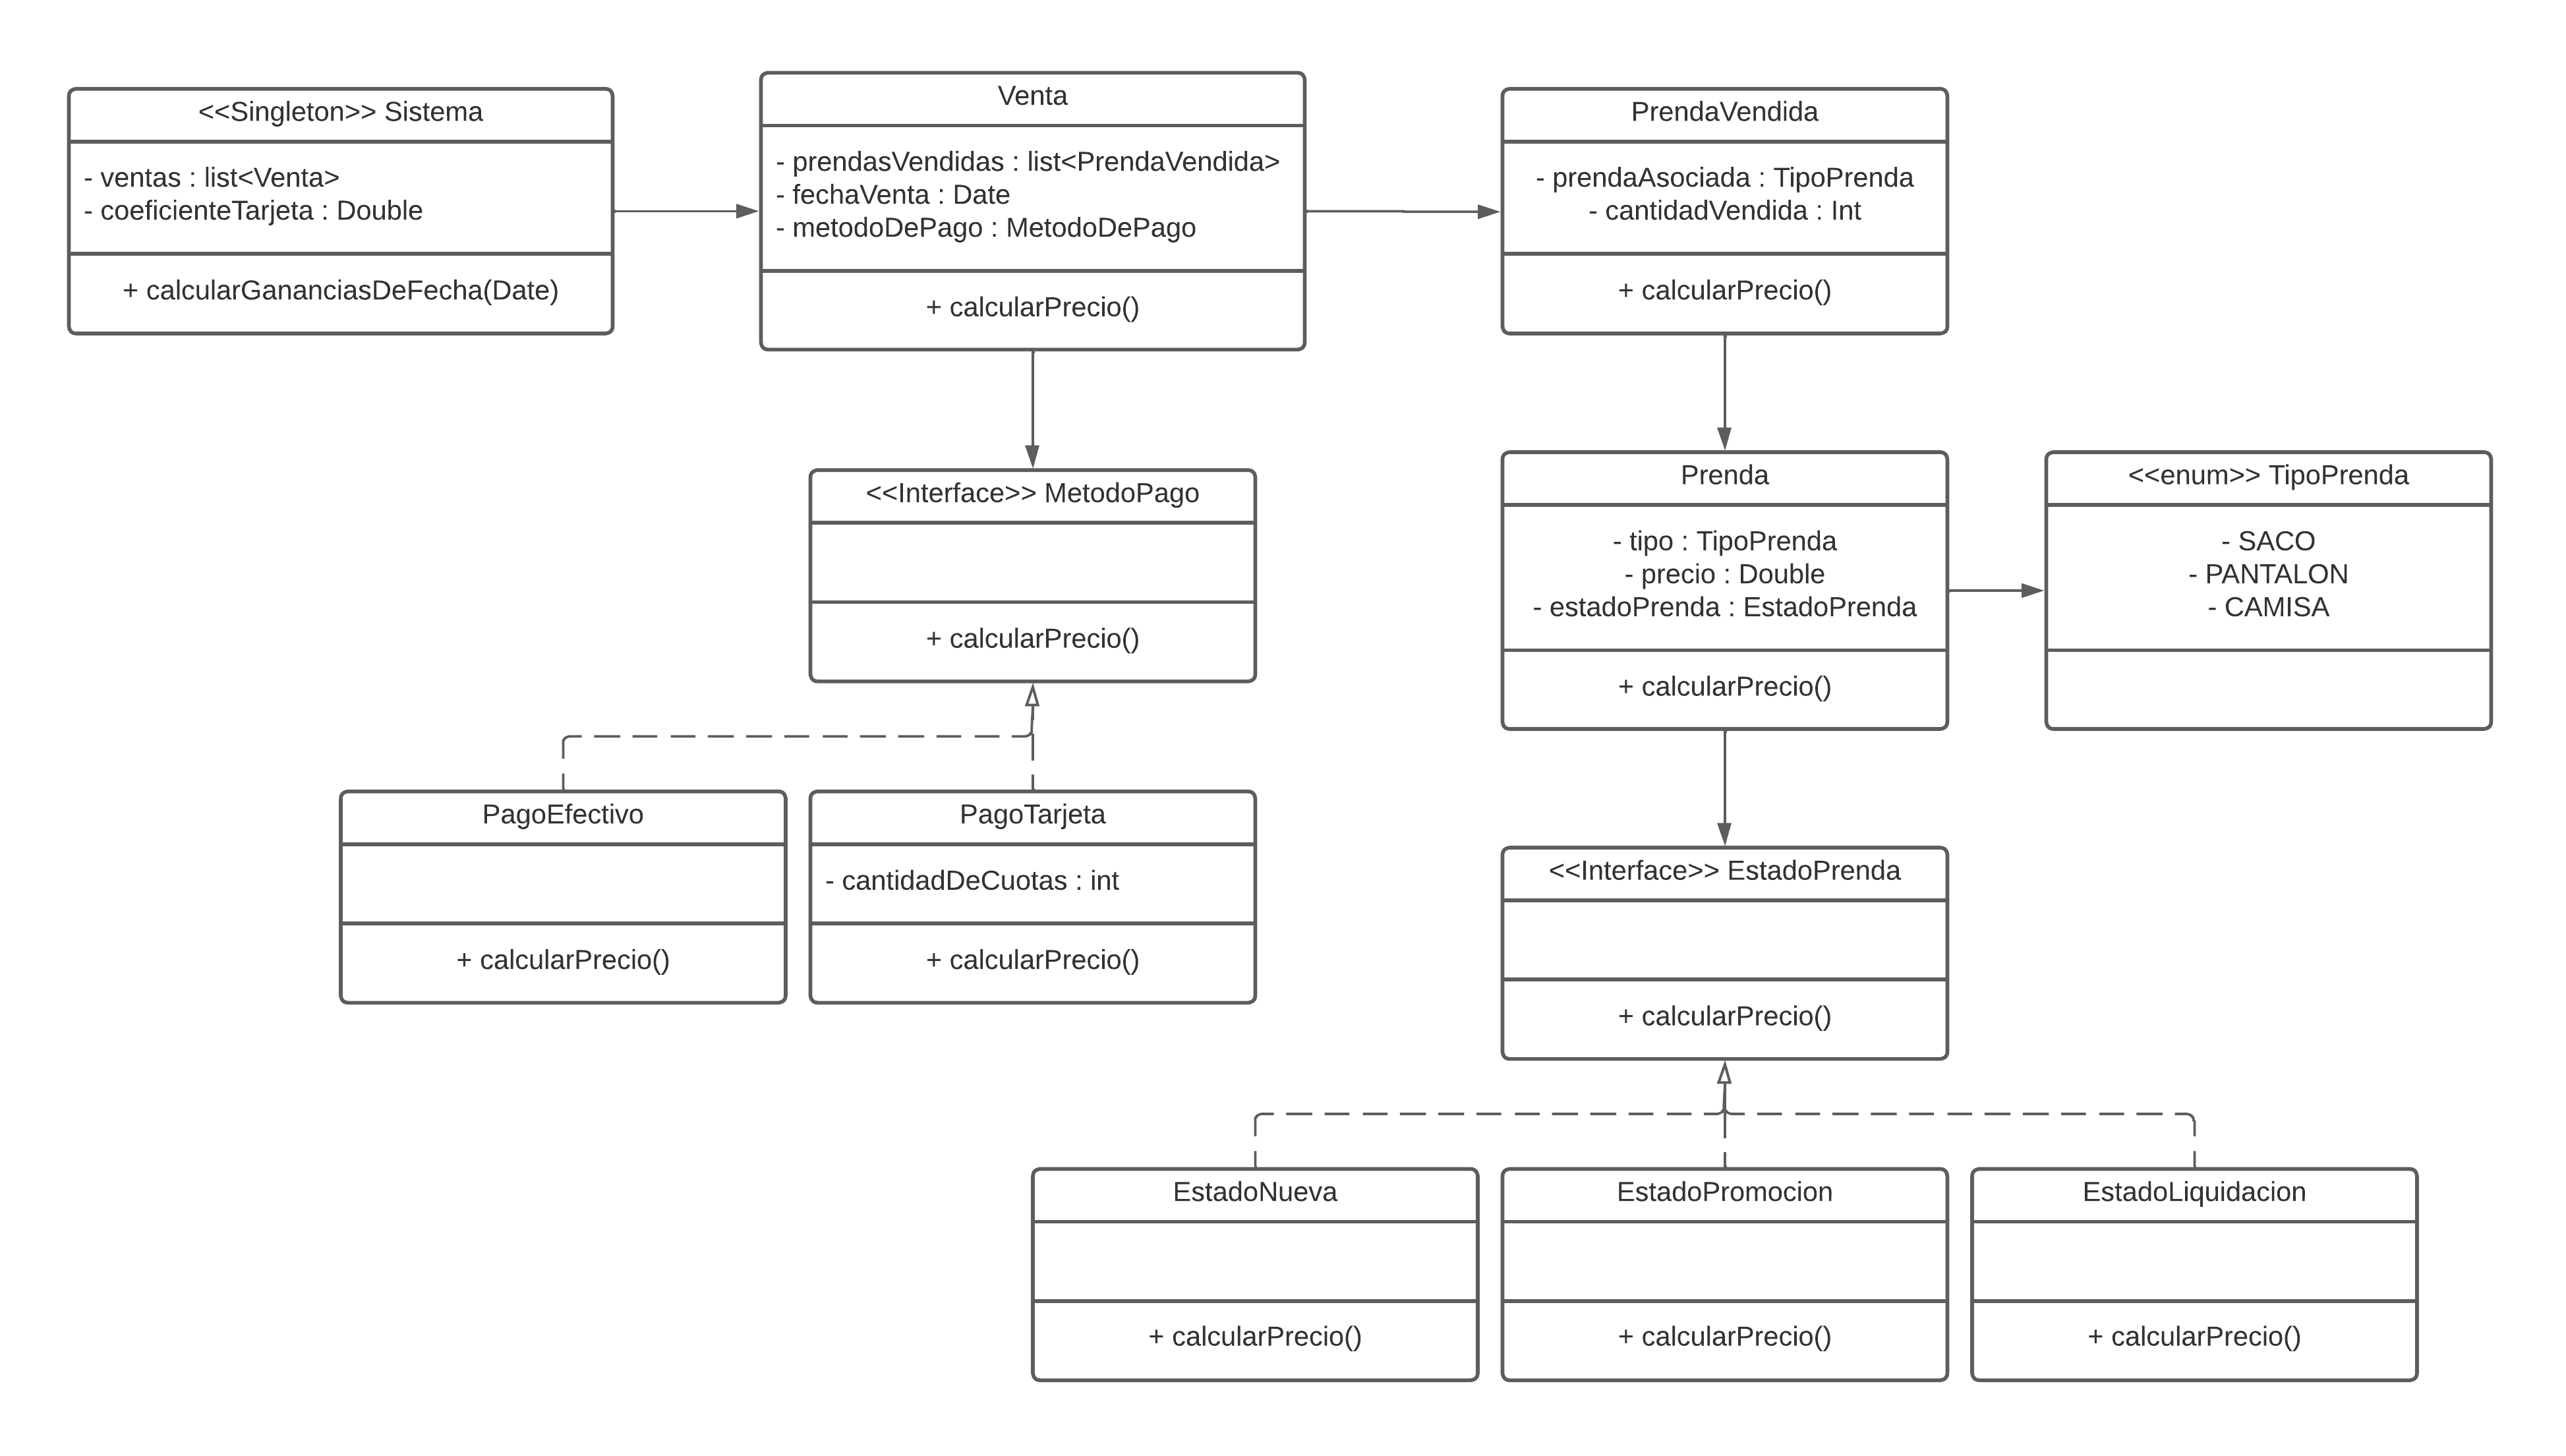 <<Singleton>> Sistema
- ventas : list<Venta>
- coeficienteTarjeta : Double
+ calcularGananciasDeFecha(Date)
Venta
- prendasVendidas : list<PrendaVendida>
- fechaVenta : Date
- metodoDePago : MetodoDePago
+ calcularPrecio()
PrendaVendida
- prendaAsociada : TipoPrenda
- cantidadVendida : Int
+ calcularPrecio()
<<Interface>> MetodoPago
+ calcularPrecio()
Prenda
- tipo : TipoPrenda
- precio : Double
- estadoPrenda : EstadoPrenda
+ calcularPrecio()
<<enum>> TipoPrenda
- SACO
- PANTALON
- CAMISA
PagoEfectivo
+ calcularPrecio()
PagoTarjeta
- cantidadDeCuotas : int
+ calcularPrecio()
<<Interface>> EstadoPrenda
+ calcularPrecio()
EstadoNueva
+ calcularPrecio()
EstadoPromocion
+ calcularPrecio()
EstadoLiquidacion
+ calcularPrecio()